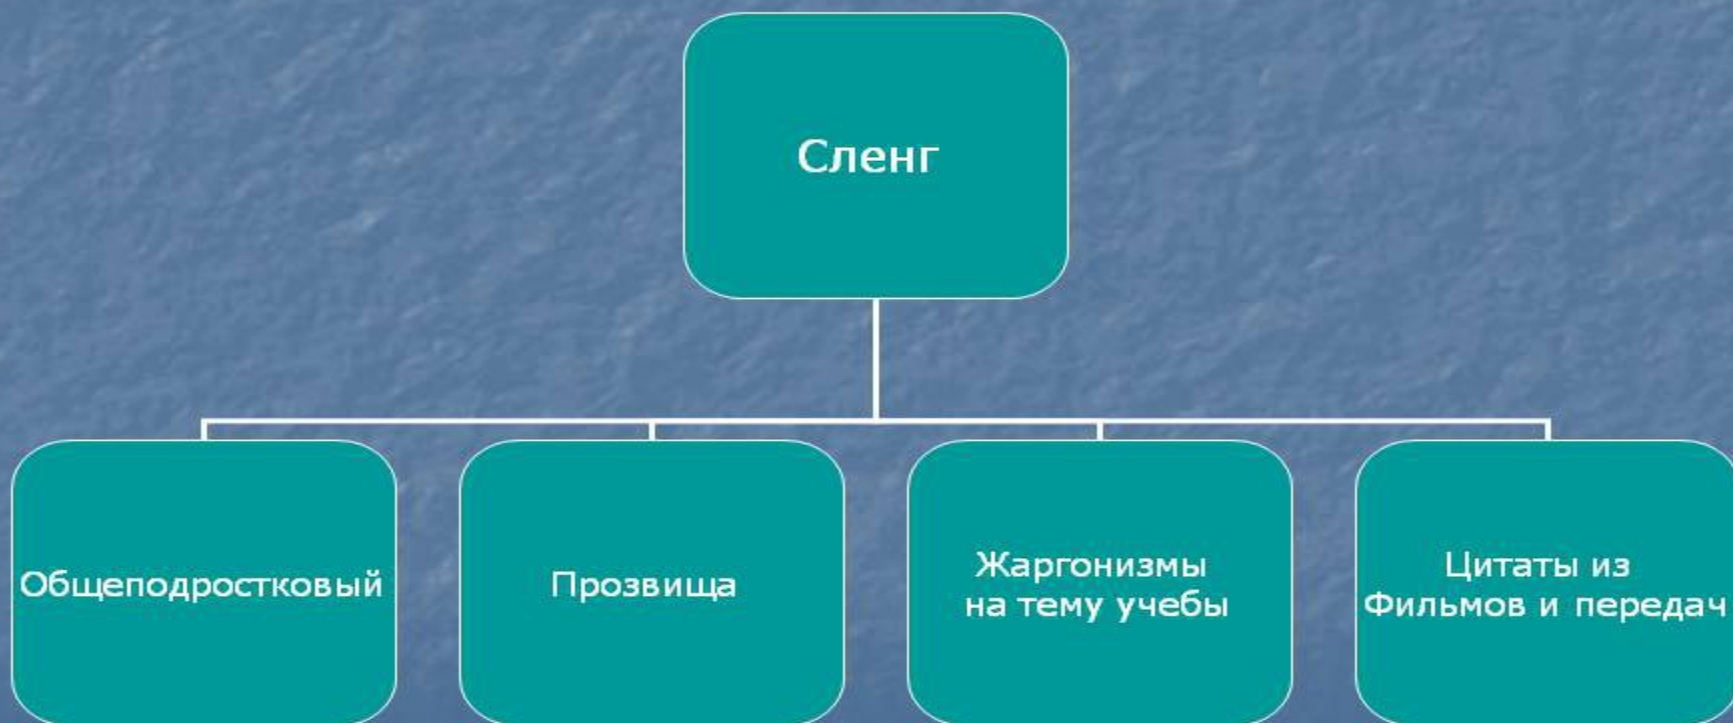 Сленг
Общеподростковый
Прозвища
Жаргонизмы
на тему учебы
Цитаты из
Фильмов и передач